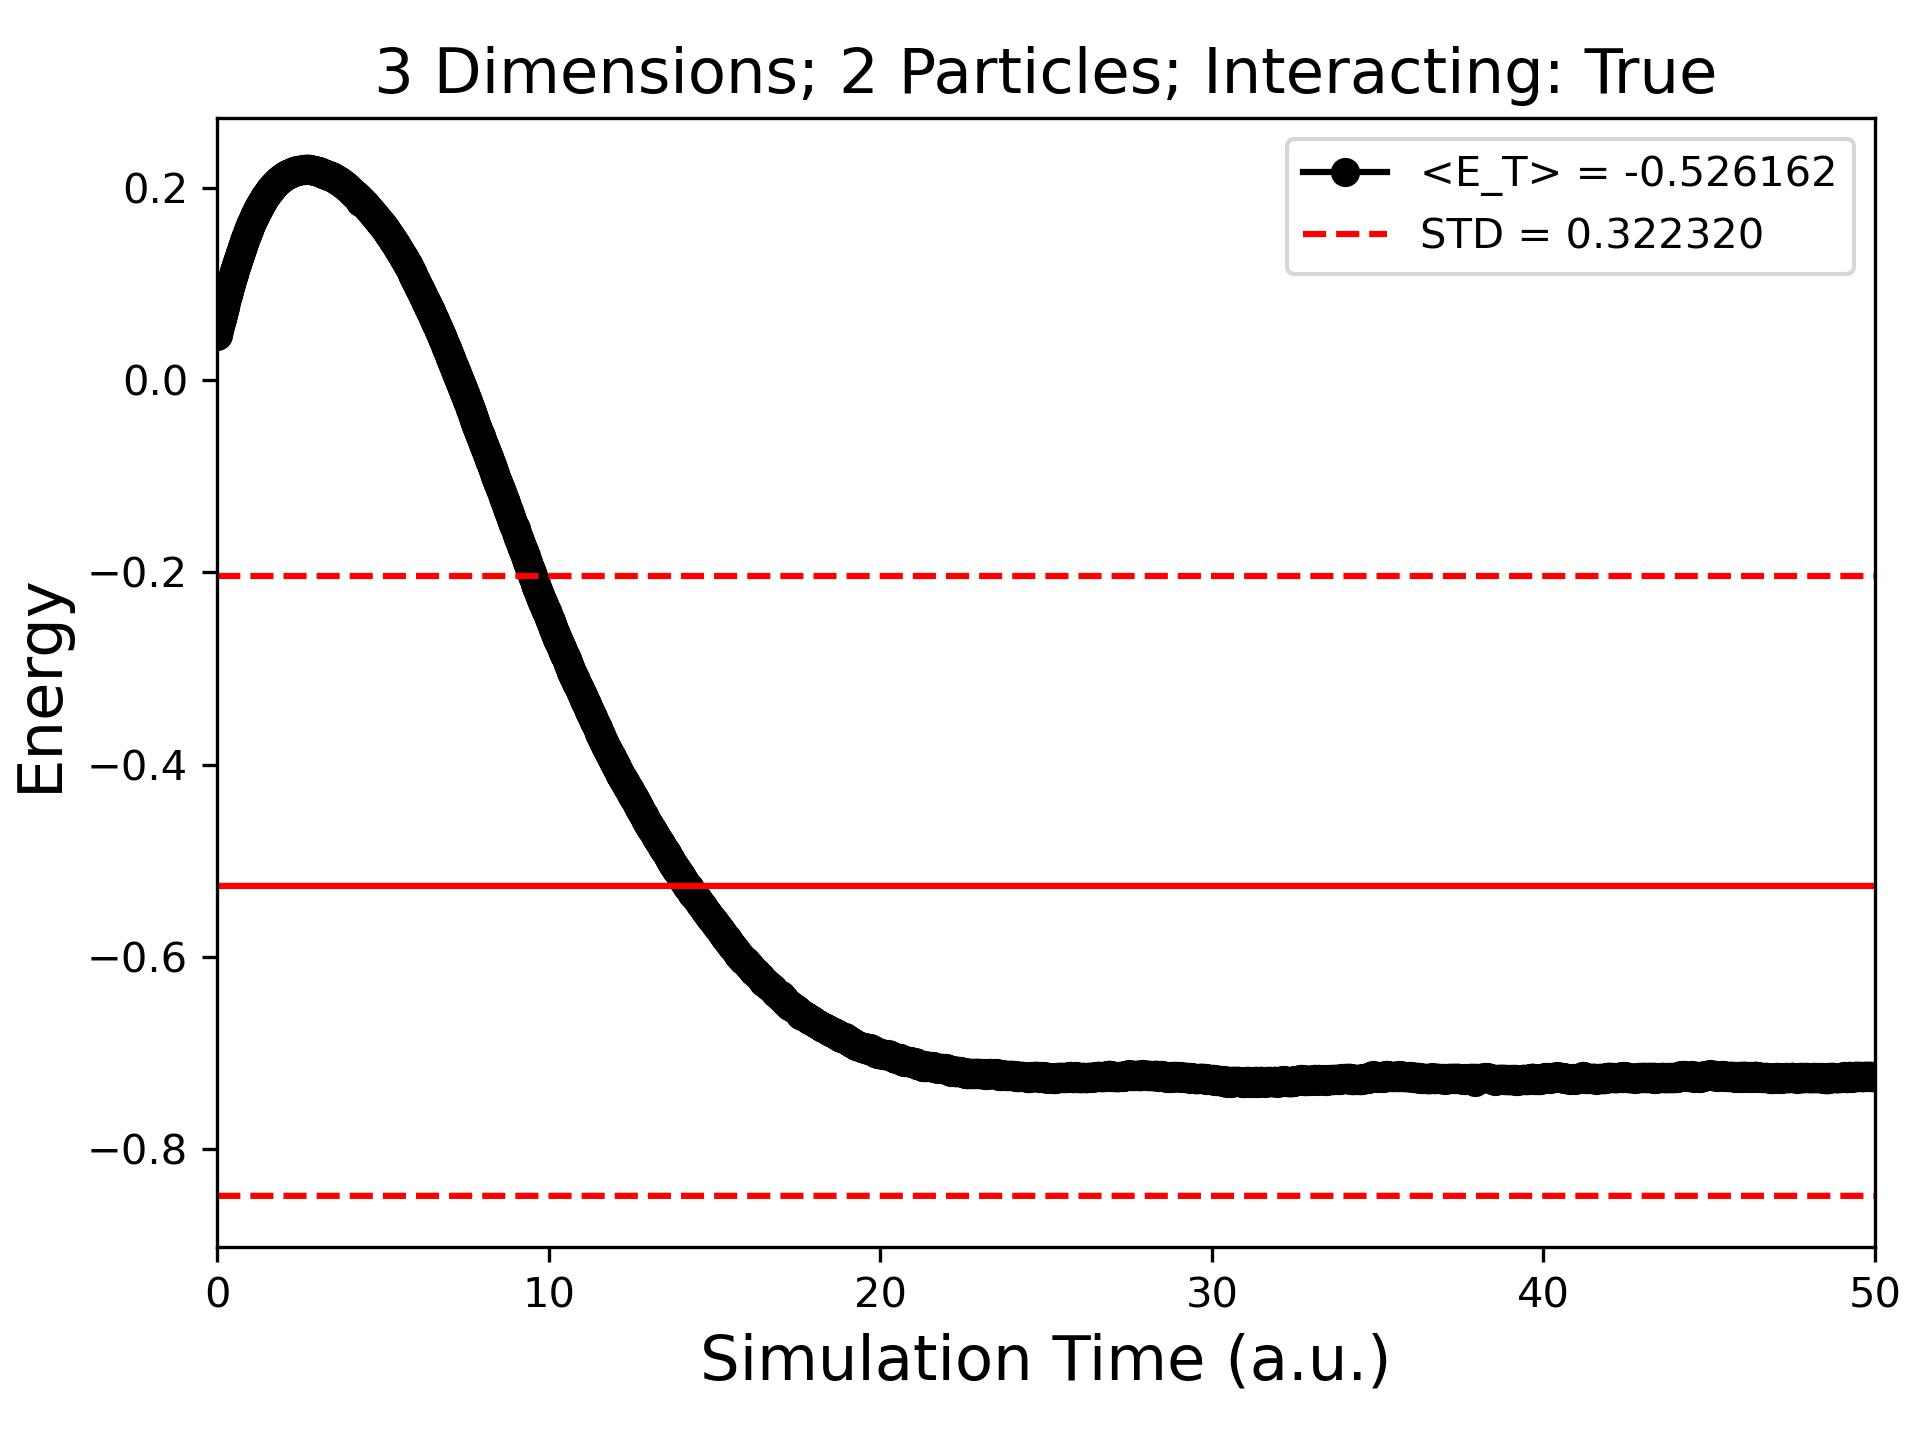 3 Dimensions; 2 Particles; Interacting: True
<E_T> = -0.526162
STD = 0.322320
Energy
0.2
0.0
−0.2
−0.4
−0.6
−0.8
0 10 20 30 40 50
Simulation Time (a.u.)